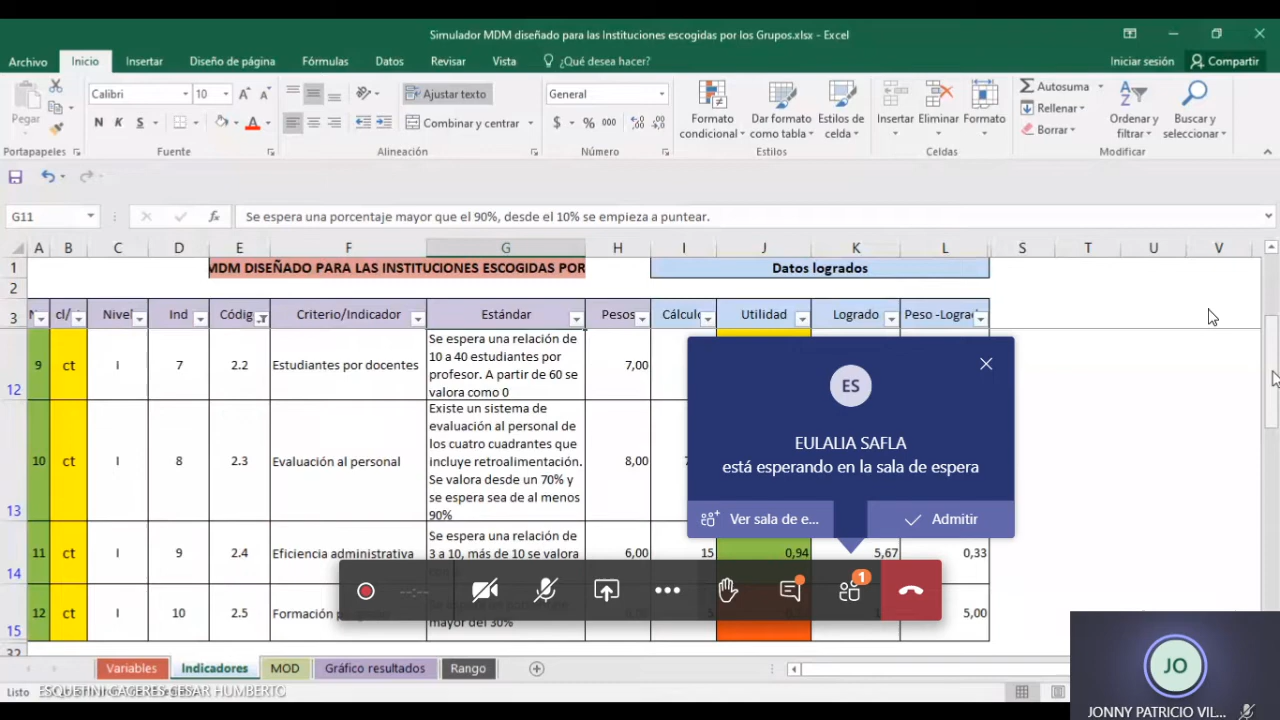 Simulador MDM diseñado para las Instituciones escogidas por los Grupos.xlsx - Excel
Archivo Inicio Insertar Diseño de página Fórmulas Datos Revisar Vista ¿Qué desea hacer? Iniciar sesión Compartir
Calibri 10 Ajustar texto General Autosuma
Pegar N K S A Combinar y centrar $ % 000 Formato condicional Dar formato como tabla Estilos de celda Insertar Eliminar Formato Rellenar Borrar Ordenar y filtrar Buscar y seleccionar
Portapapeles Fuente Alineación Número Estilos Celdas Modificar
G11 fx Se espera una porcentaje mayor que el 90%, desde el 10% se empieza a puntear.
A B C D E F G H I J K L S T U V
1 MDM DISEÑADO PARA LAS INSTITUCIONES ESCOGIDAS POR Datos logrados
2
3 cl/ Nivel Ind Códig Criterio/Indicador Estándar Pesos Cálculo Utilidad Logrado Peso -Lograd
12 9 ct I 7 2.2 Estudiantes por docentes
Se espera una relación de
10 a 40 estudiantes por
profesor. A partir de 60 se
valora como 0
7,00
13 10 ct I 8 2.3 Evaluación al personal
Existe un sistema de
evaluación al personal de
los cuatro cuadrantes que
incluye retroalimentación.
Se valora desde un 70% y
se espera sea de al menos
90%
8,00
14 11 ct I 9 2.4 Eficiencia administrativa
Se espera una relación de
3 a 10, más de 10 se valora
6,00 15 0,94 5,67 0,33
15 12 ct I 10 2.5 Formación
mayor del 30%
5,00
ES
EULALIA SAFLA
está esperando en la sala de espera
Ver sala de e... Admitir
1
Variables Indicadores MOD Gráfico resultados Rango
Listo ESQUETINI CACERES CESAR HUMBERTO
JO
JONNY PATRICIO VIL...